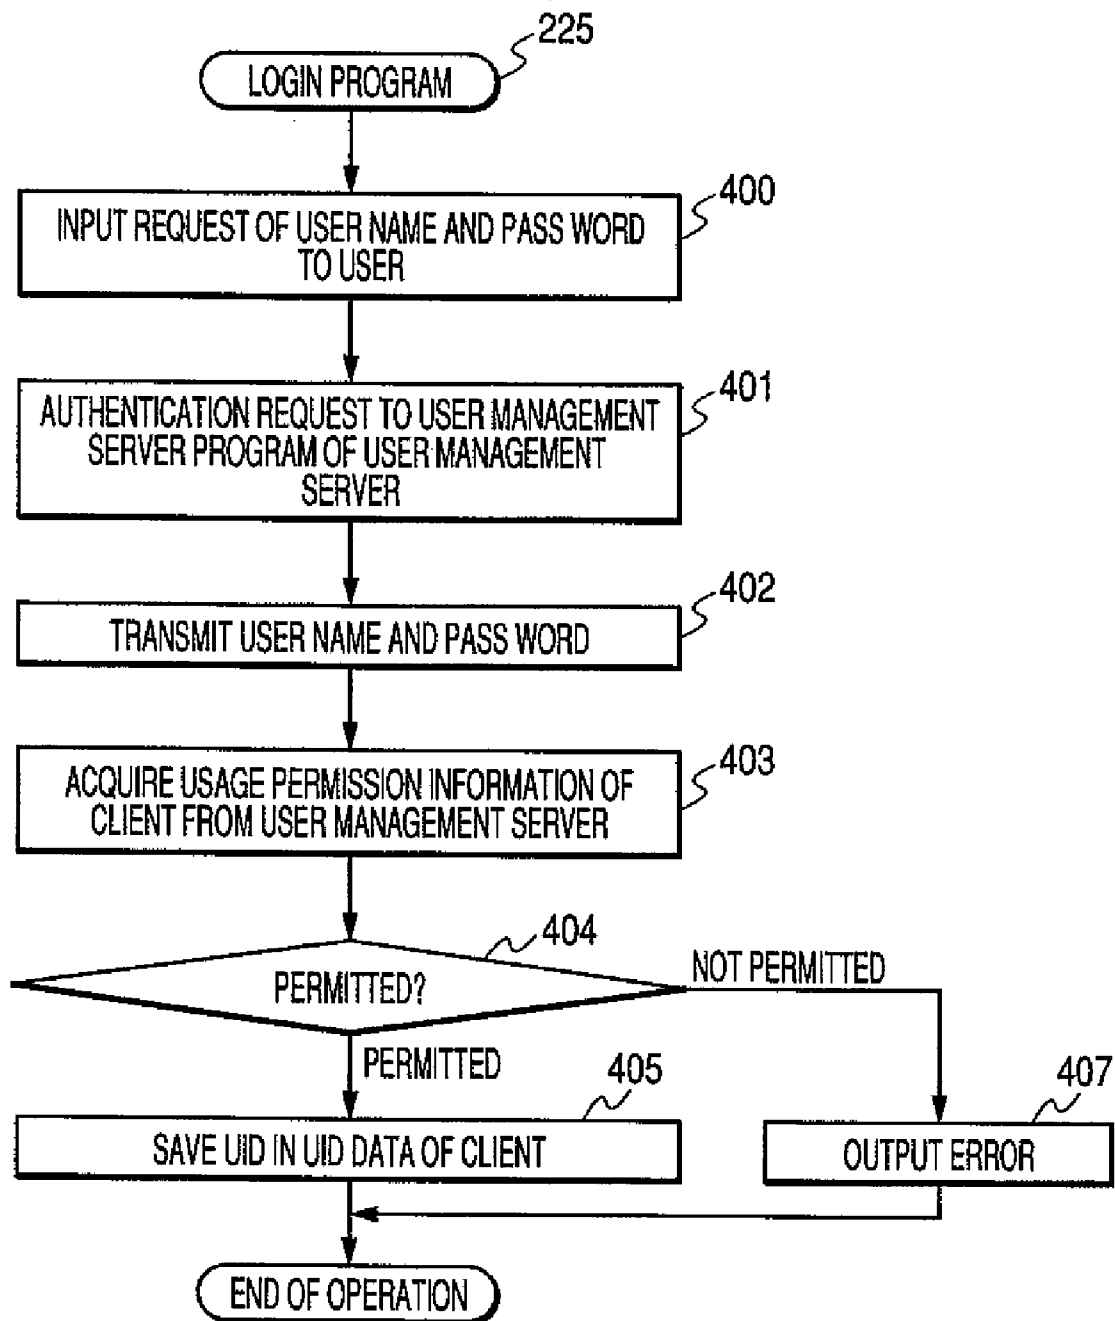 225
LOGIN PROGRAM
400
INPUT REQUEST OF USER NAME AND PASS WORD
TO USER
401
AUTHENTICATION REQUEST TO USER MANAGEMENT
SERVER PROGRAM OF USER MANAGEMENT
SERVER
402
TRANSMIT USER NAME AND PASS WORD
403
ACQUIRE USAGE PERMISSION INFORMATION OF
CLIENT FROM USER MANAGEMENT SERVER
404
PERMITTED?
NOT PERMITTED
PERMITTED
405
SAVE UID IN UID DATA OF CLIENT
407
OUTPUT ERROR
END OF OPERATION